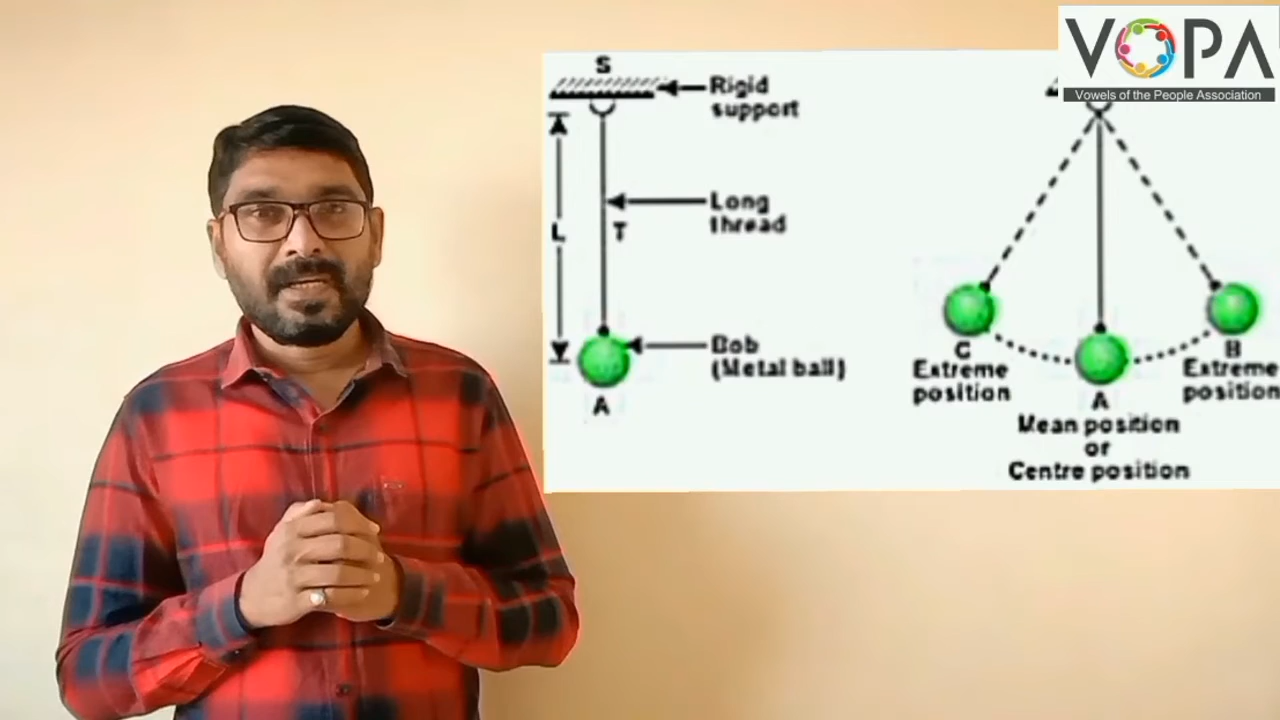 VOPA
Vowels of the People Association
S
Rigid
support
L
Long
thread
T
Bob
(Metal ball)
A
C
Extreme
position
B
Extreme
position
A
Mean position
or
Centre position